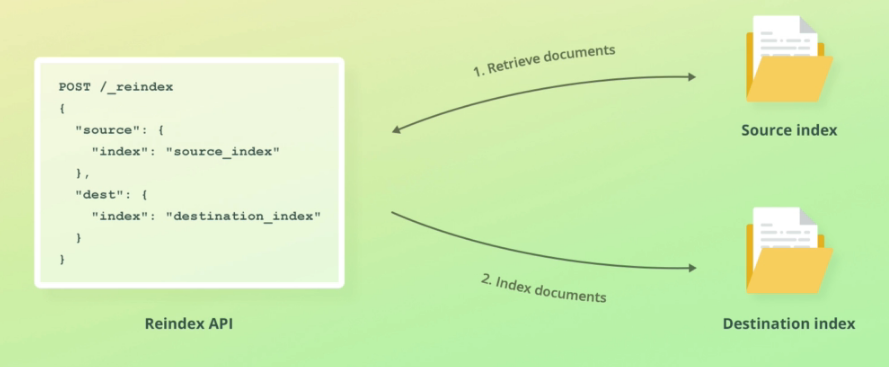 POST /_reindex
{
  "source": {
    "index": "source_index"
  },
  "dest": {
    "index": "destination_index"
  }
}
Reindex API
1. Retrieve documents
Source index
2. Index documents
Destination index